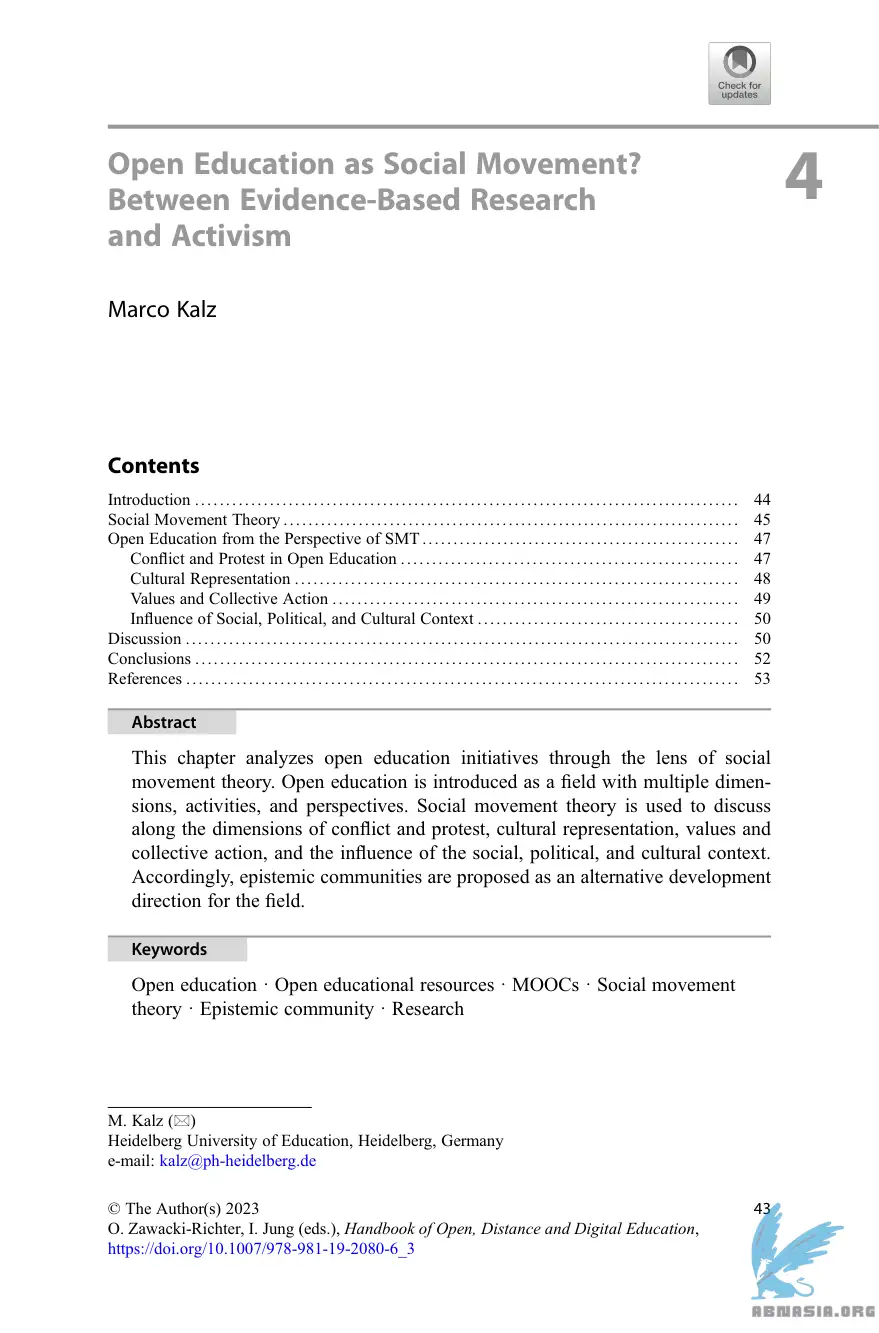 Check for
updates
Open Education as Social Movement?
Between Evidence-Based Research
and Activism
4
Marco Kalz
Contents
Introduction ........................................................................................ 44
Social Movement Theory .......................................................................... 45
Open Education from the Perspective of SMT ................................................... 47
Conflict and Protest in Open Education ....................................................... 47
Cultural Representation ........................................................................ 48
Values and Collective Action .................................................................. 49
Influence of Social, Political, and Cultural Context .......................................... 50
Discussion ......................................................................................... 50
Conclusions ........................................................................................ 52
References ......................................................................................... 53
Abstract
This chapter analyzes open education initiatives through the lens of social
movement theory. Open education is introduced as a field with multiple dimen-
sions, activities, and perspectives. Social movement theory is used to discuss
along the dimensions of conflict and protest, cultural representation, values and
collective action, and the influence of the social, political, and cultural context.
Accordingly, epistemic communities are proposed as an alternative development
direction for the field.
Keywords
Open education · Open educational resources · MOOCs · Social movement
theory · Epistemic community · Research
M. Kalz (✉)
Heidelberg University of Education, Heidelberg, Germany
e-mail: kalz@ph-heidelberg.de
© The Author(s) 2023
43
O. Zawacki-Richter, I. Jung (eds.), Handbook of Open, Distance and Digital Education,
https://doi.org/10.1007/978-981-19-2080-6_3
ABNASIA.ORG